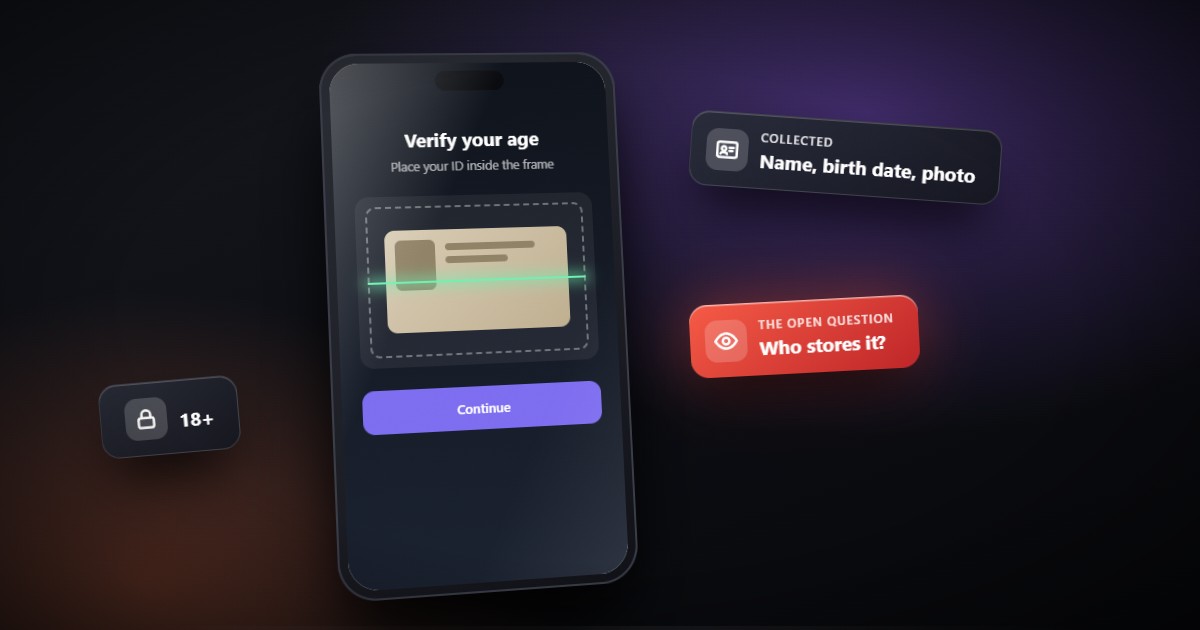 Verify your age
Place your ID inside the frame
Continue
18+
COLLECTED
Name, birth date, photo
THE OPEN QUESTION
Who stores it?